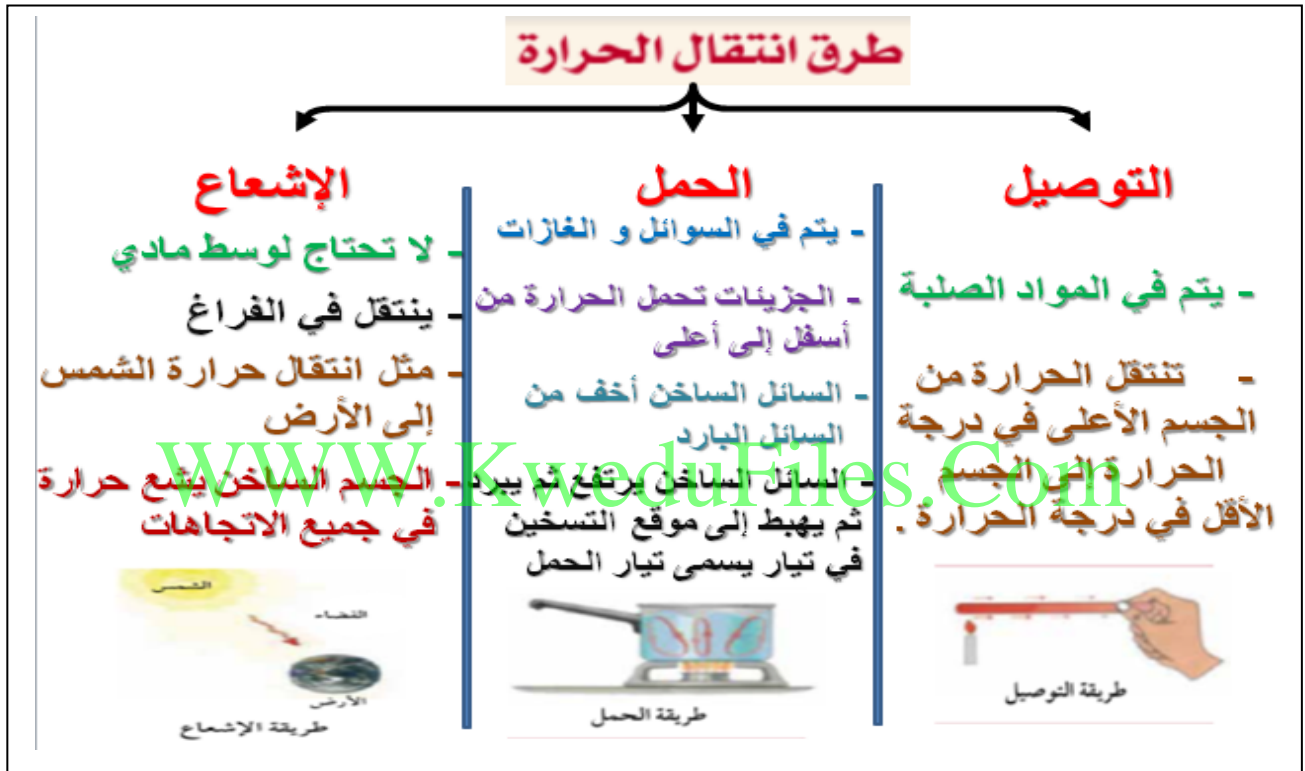 طرق انتقال الحرارة
التوصيل
- يتم في المواد الصلبة
- تنتقل الحرارة من
الجسم الأعلى في درجة
الحرارة إلى الجسم
الأقل في درجة الحرارة .
طريقة التوصيل
الحمل
- يتم في السوائل و الغازات
- الجزيئات تحمل الحرارة من
أسفل إلى أعلى
- السائل الساخن أخف من
السائل البارد
- السائل الساخن يرتفع ثم يبرد
ثم يهبط إلى موقع التسخين
في تيار يسمى تيار الحمل
طريقة الحمل
الإشعاع
- لا تحتاج لوسط مادي
- ينتقل في الفراغ
- مثل انتقال حرارة الشمس
إلى الأرض
- الجسم الساخن يشع حرارة
في جميع الاتجاهات
الشمس
الفضاء
الأرض
طريقة الإشعاع
WWW.KweduFiles.Com